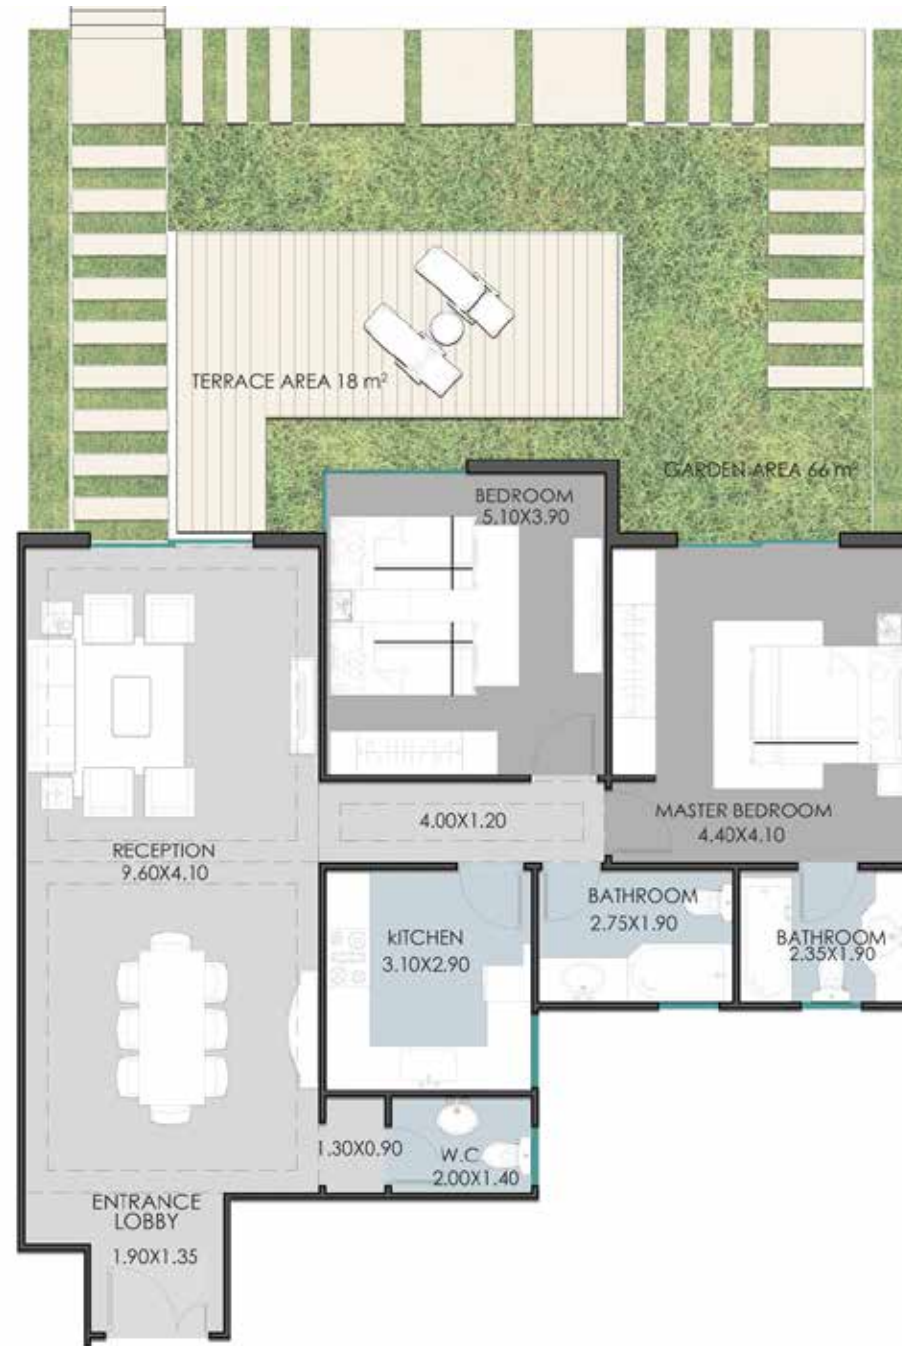 TERRACE AREA 18 m²
GARDEN AREA 66 m²
BEDROOM
5.10X3.90
MASTER BEDROOM
4.40X4.10
4.00X1.20
RECEPTION
9.60X4.10
kITCHEN
3.10X2.90
BATHROOM
2.75X1.90
BATHROOM
2.35X1.90
1.30X0.90
W.C
2.00X1.40
ENTRANCE
LOBBY
1.90X1.35